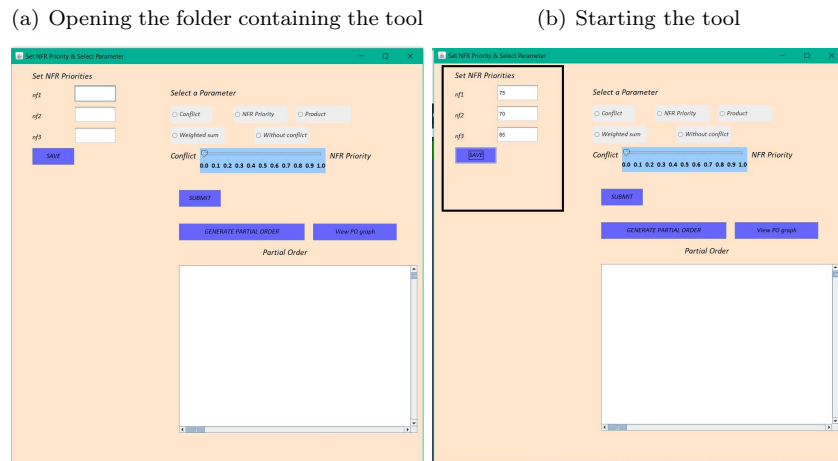 (a) Opening the folder containing the tool
(b) Starting the tool
Set NFR Priority & Select Parameter
Set NFR Priorities
nf1
nf2
nf3
SAVE
Select a Parameter
Conflict
NFR Priority
Product
Weighted sum
Without conflict
Conflict
NFR Priority
0.0 0.1 0.2 0.3 0.4 0.5 0.6 0.7 0.8 0.9 1.0
SUBMIT
GENERATE PARTIAL ORDER
View PO graph
Partial Order
Set NFR Priority & Select Parameter
Set NFR Priorities
nf1 75
nf2 70
nf3 85
SAVE
Select a Parameter
Conflict
NFR Priority
Product
Weighted sum
Without conflict
Conflict
NFR Priority
0.0 0.1 0.2 0.3 0.4 0.5 0.6 0.7 0.8 0.9 1.0
SUBMIT
GENERATE PARTIAL ORDER
View PO graph
Partial Order